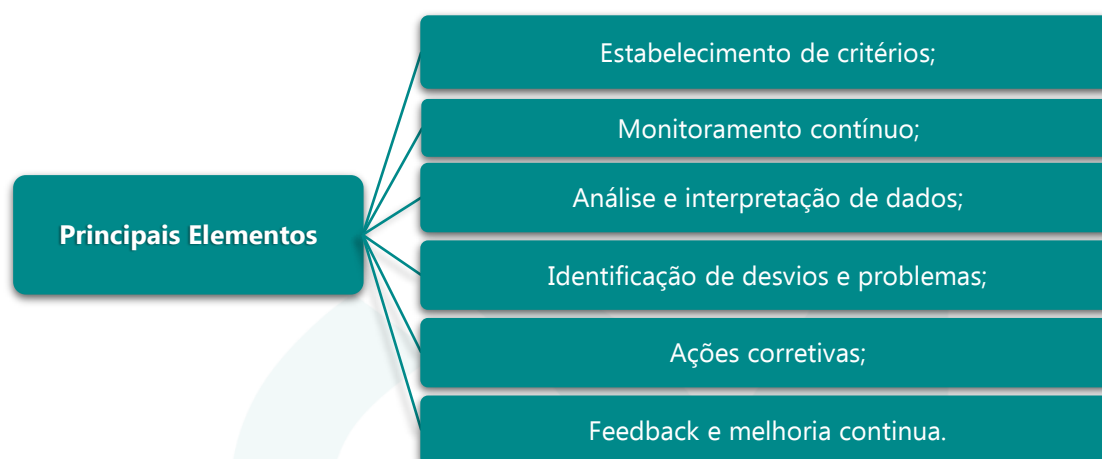 Estabelecimento de critérios;
Monitoramento contínuo;
Análise e interpretação de dados;
Principais Elementos
Identificação de desvios e problemas;
Ações corretivas;
Feedback e melhoria continua.